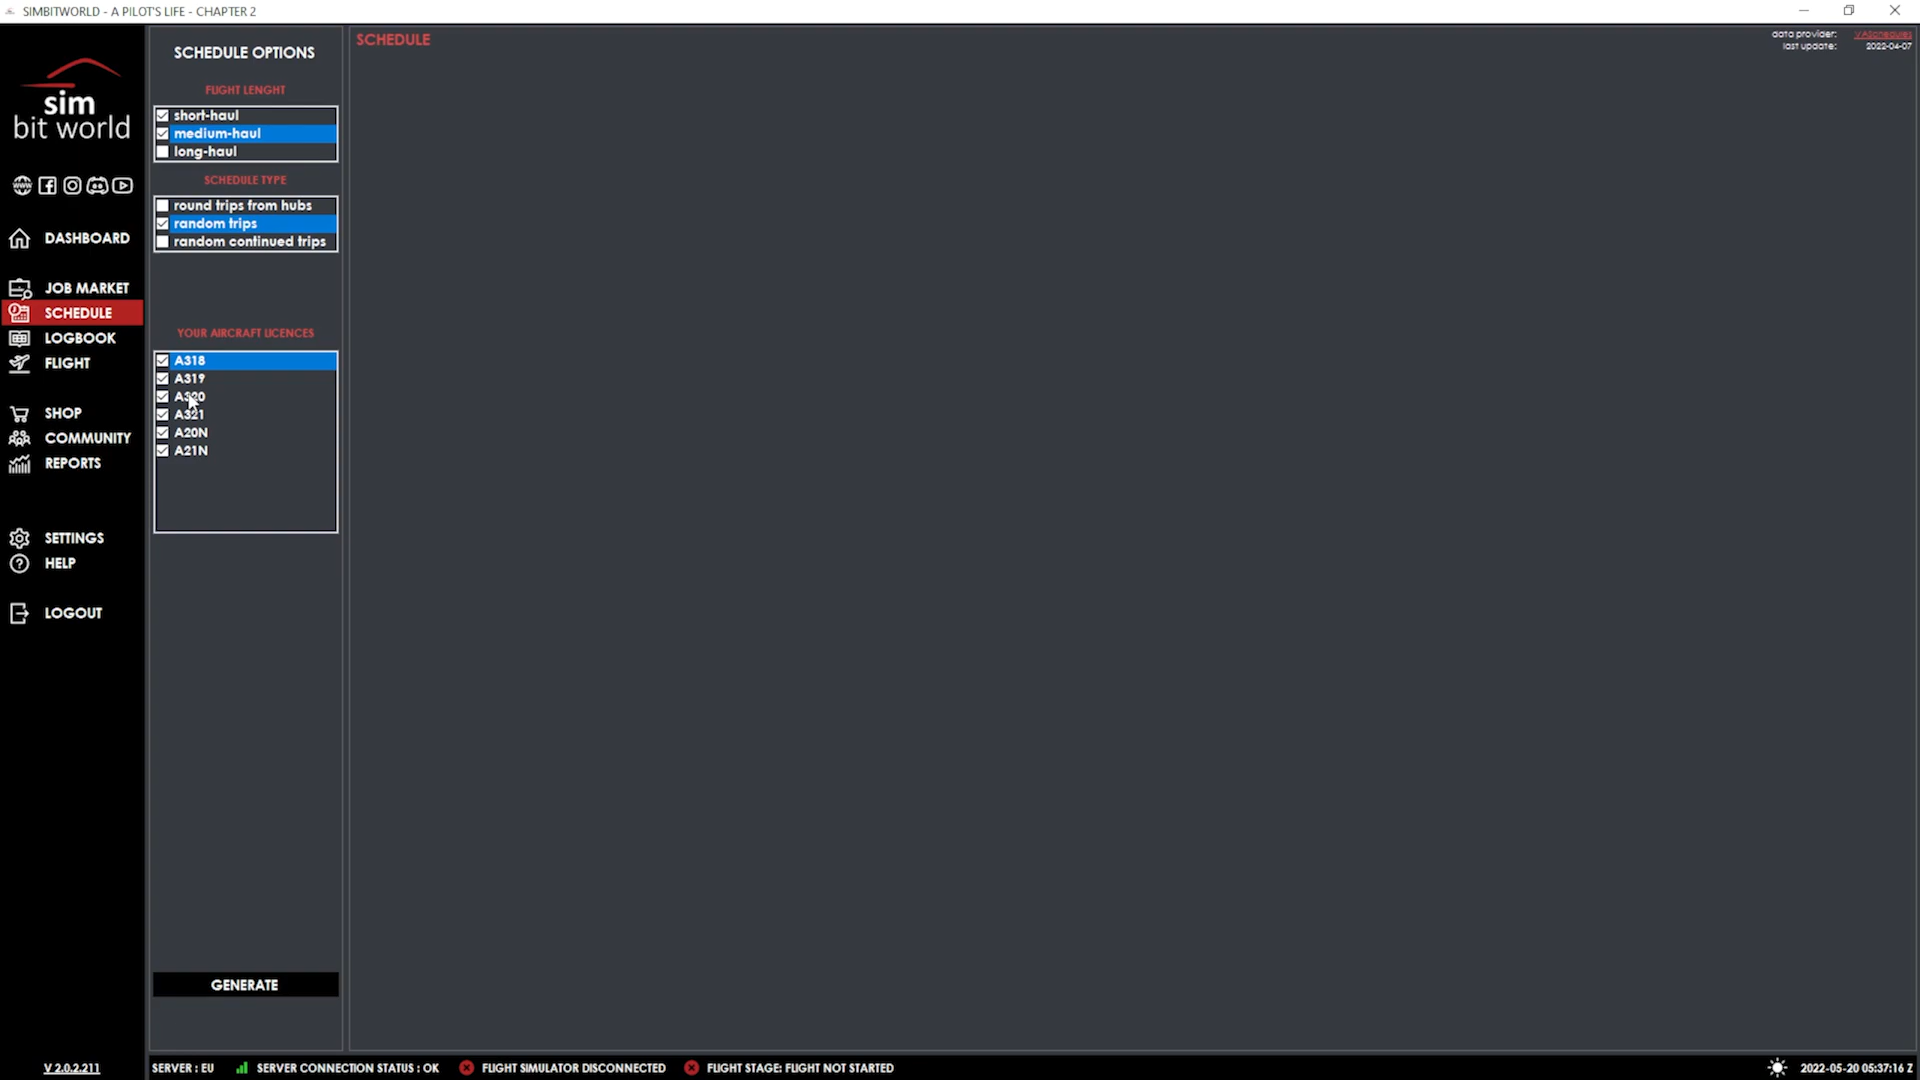 SIMBITWORLD - A PILOT'S LIFE - CHAPTER 2
sim
bit world
www
DASHBOARD
JOB MARKET
SCHEDULE
LOGBOOK
FLIGHT
SHOP
COMMUNITY
REPORTS
SETTINGS
HELP
LOGOUT
V 2.0.2.211
SCHEDULE OPTIONS
FLIGHT LENGHT
short-haul
medium-haul
long-haul
SCHEDULE TYPE
round trips from hubs
random trips
random continued trips
YOUR AIRCRAFT LICENCES
A318
A319
A320
A321
A20N
A21N
GENERATE
SCHEDULE
data provider: VASchedules
last update: 2022-04-07
SERVER : EU SERVER CONNECTION STATUS : OK FLIGHT SIMULATOR DISCONNECTED FLIGHT STAGE: FLIGHT NOT STARTED 2022-05-20 05:37:16 Z